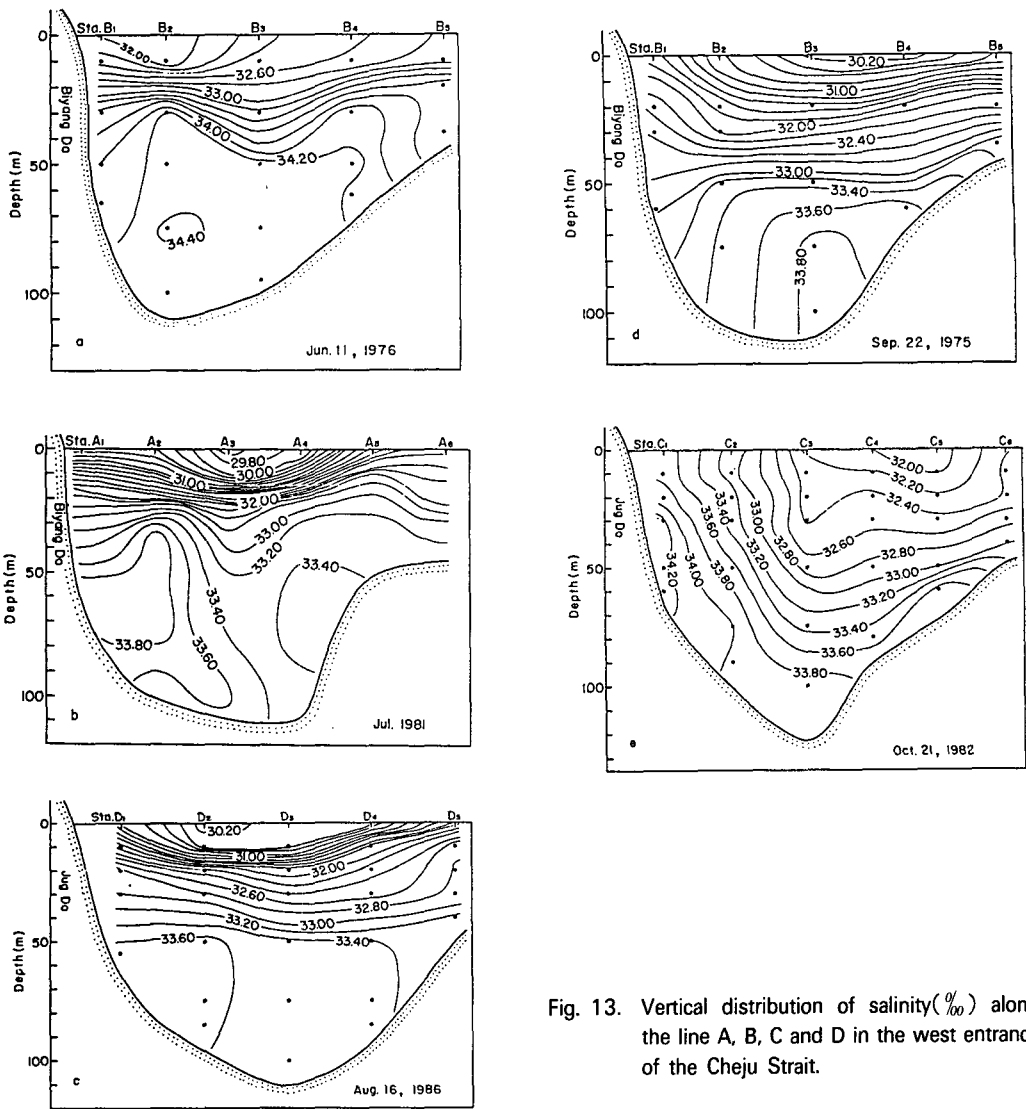 Sta.B1 B2 B3 B4 B5
0
50
100
Depth(m)
Biyang Do
32.00
32.60
33.00
34.00
34.20
34.40
a
Jun. 11, 1976
Sta.B1 B2 B3 B4 B5
0
50
100
Depth(m)
Biyang Do
30.20
31.00
32.00
32.40
33.00
33.40
33.60
33.80
d
Sep. 22, 1975
Sta.A1 A2 A3 A4 A5 A6
0
50
100
Depth(m)
Biyang Do
29.80
30.00
31.00
32.00
33.00
33.20
33.40
33.40
33.80
33.60
b
Jul. 1981
Sta.C1 C2 C3 C4 C5 C6
0
50
100
Depth(m)
Jug Do
32.00
32.20
32.40
33.40
33.00
33.60
33.20
32.80
32.60
32.80
33.00
34.20
34.00
33.80
33.20
33.40
33.60
33.80
e
Oct. 21, 1982
Sta.D1 D2 D3 D4 D5
0
50
100
Depth(m)
Jug Do
30.20
31.00
32.00
32.60
32.80
33.20
33.00
33.60
33.40
c
Aug. 16, 1986
Fig. 13. Vertical distribution of salinity(‰) alon
the line A, B, C and D in the west entranc
of the Cheju Strait.